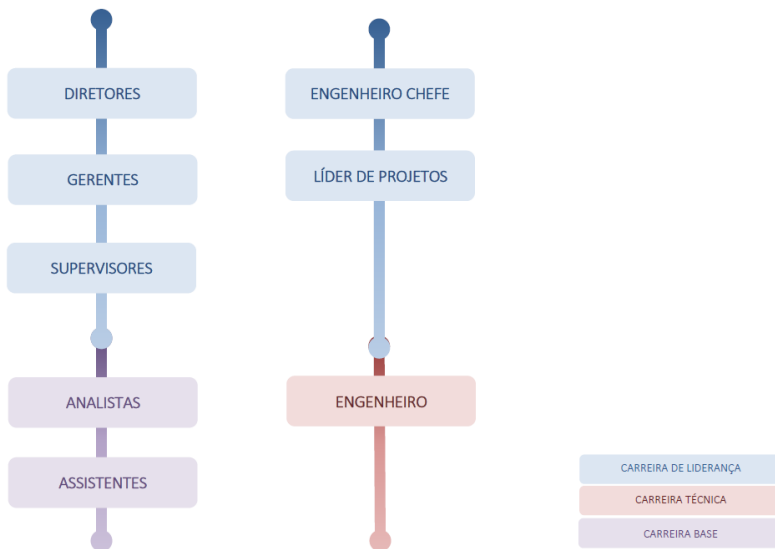 DIRETORES
GERENTES
SUPERVISORES
ANALISTAS
ASSISTENTES
ENGENHEIRO CHEFE
LÍDER DE PROJETOS
ENGENHEIRO
CARREIRA DE LIDERANÇA
CARREIRA TÉCNICA
CARREIRA BASE